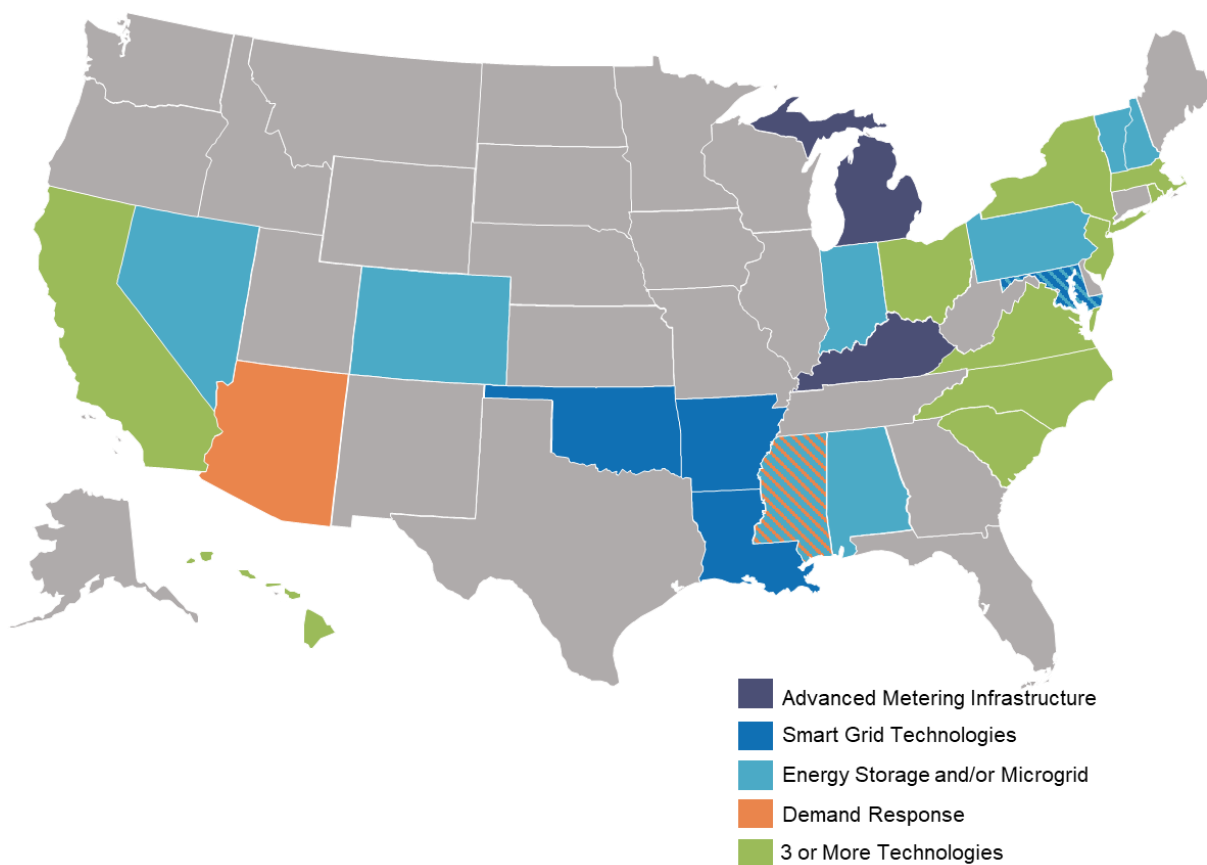 Advanced Metering Infrastructure
Smart Grid Technologies
Energy Storage and/or Microgrid
Demand Response
3 or More Technologies